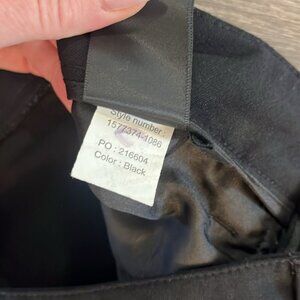 Style number:
1577374-1086
PO : 216604
Color : Black